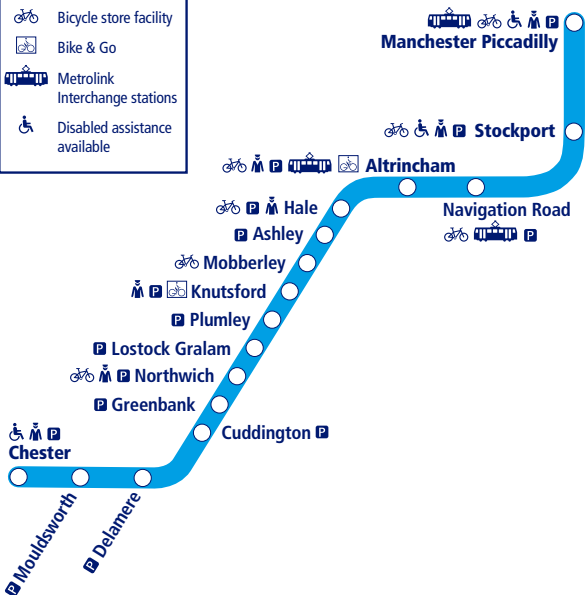 Bicycle store facility
Bike & Go
Metrolink
Interchange stations
Disabled assistance
available
P
Manchester Piccadilly
P Stockport
P Altrincham
Navigation Road
P
P Hale
P Ashley
Mobberley
P Knutsford
P Plumley
P Lostock Gralam
P Northwich
P Greenbank
Cuddington P
P
Chester
P Mouldsworth
P Delamere